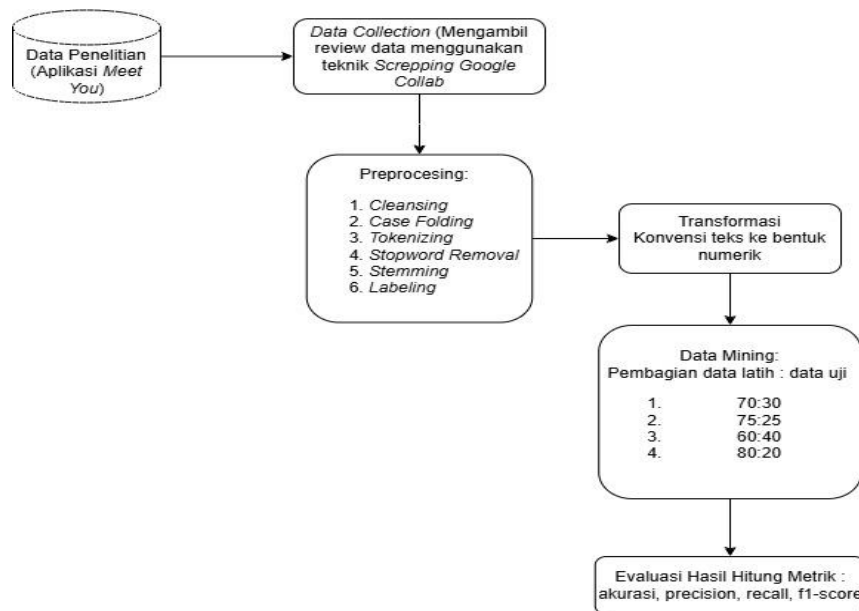 Data Penelitian
(Aplikasi Meet
You)
Data Collection (Mengambil
review data menggunakan
teknik Screpping Google
Collab
Preprocesing:
1. Cleansing
2. Case Folding
3. Tokenizing
4. Stopword Removal
5. Stemming
6. Labeling
Transformasi
Konvensi teks ke bentuk
numerik
Data Mining:
Pembagian data latih : data uji
1. 70:30
2. 75:25
3. 60:40
4. 80:20
Evaluasi Hasil Hitung Metrik :
akurasi, precision, recall, f1-score